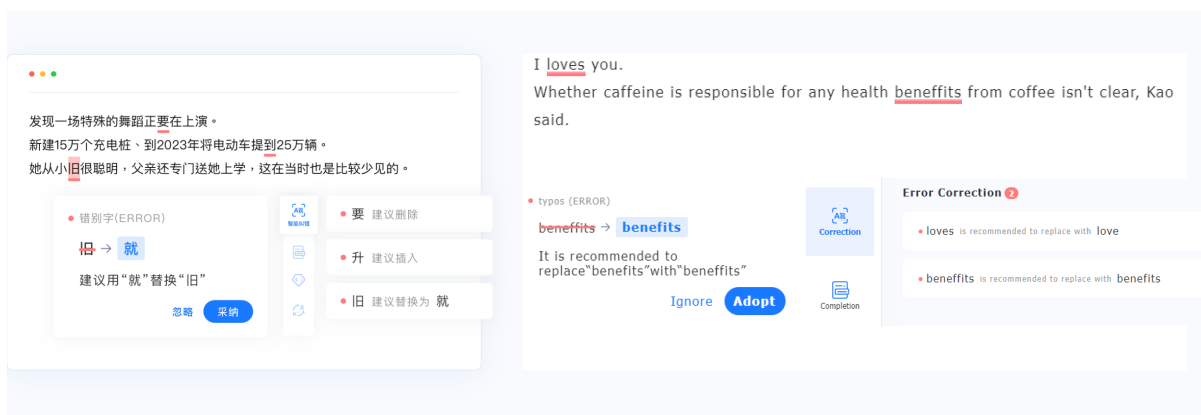 发现一场特殊的舞蹈正要在上演。
新建15万个充电桩、到2023年将电动车提到25万辆。
她从小旧很聪明，父亲还专门送她上学，这在当时也是比较少见的。
错别字(ERROR)
旧 → 就
建议用“就”替换“旧”
忽略 采纳
智能纠错
要 建议删除
升 建议插入
旧 建议替换为 就
I loves you.
Whether caffeine is responsible for any health beneffits from coffee isn't clear, Kao
said.
typos (ERROR)
beneffits → benefits
It is recommended to
replace“benefits”with“beneffits”
Ignore Adopt
Correction
Completion
Error Correction 2
loves is recommended to replace with love
beneffits is recommended to replace with benefits